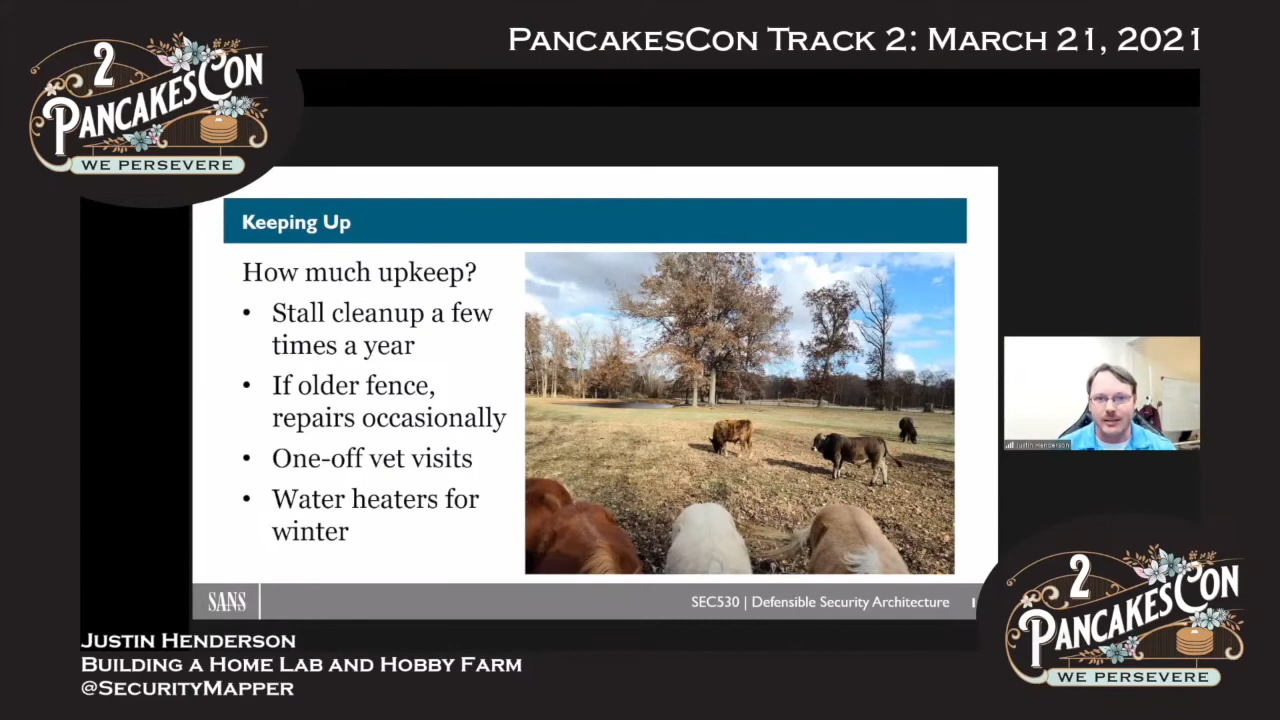 PancakesCon Track 2: March 21, 2021
2
PancakesCon
WE PERSEVERE
Keeping Up
How much upkeep?
• Stall cleanup a few
times a year
• If older fence,
repairs occasionally
• One-off vet visits
• Water heaters for
winter
Justin Henderson
SANS
SEC530 | Defensible Security Architecture
Justin Henderson
Building a Home Lab and Hobby Farm
@SecurityMapper
2
PancakesCon
WE PERSEVERE